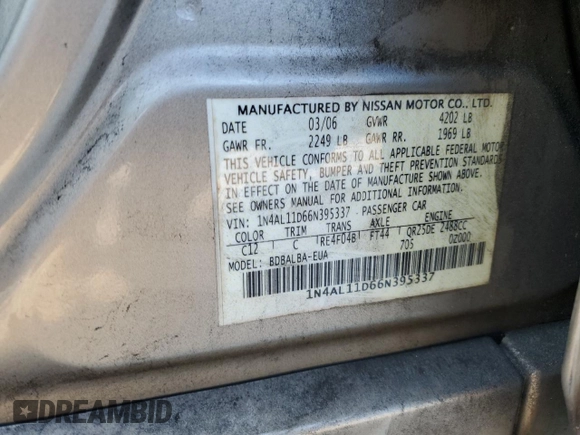 MANUFACTURED BY NISSAN MOTOR CO., LTD.
DATE 03/06 GVWR 4202 LB
GAWR FR. 2249 LB GAWR RR. 1969 LB
THIS VEHICLE CONFORMS TO ALL APPLICABLE FEDERAL MOTOR
VEHICLE SAFETY, BUMPER AND THEFT PREVENTION STANDARDS
IN EFFECT ON THE DATE OF MANUFACTURE SHOWN ABOVE.
SEE OWNERS MANUAL FOR ADDITIONAL INFORMATION.
VIN: 1N4AL11D66N395337 PASSENGER CAR
COLOR TRIM TRANS AXLE ENGINE
C12 C RE4F04B FT44 QR25DE 2488CC
MODEL: BDBALBA-EUA 705 02000
1N4AL11D66N395337
DREAMBID